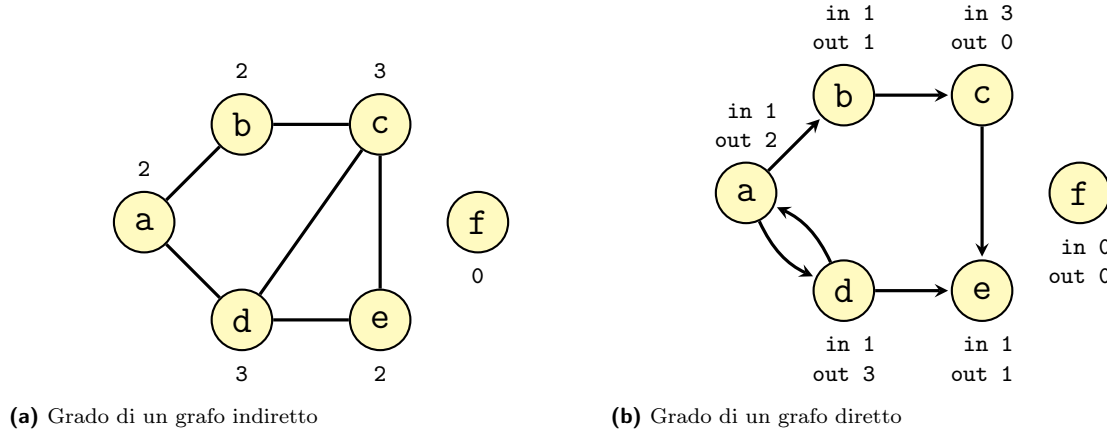 2
3
b
c
2
a
f
0
d
e
3
2
(a) Grado di un grafo indiretto
in 1
out 1
in 3
out 0
b
c
in 1
out 2
a
f
in 0
out 0
d
e
in 1
out 3
in 1
out 1
(b) Grado di un grafo diretto